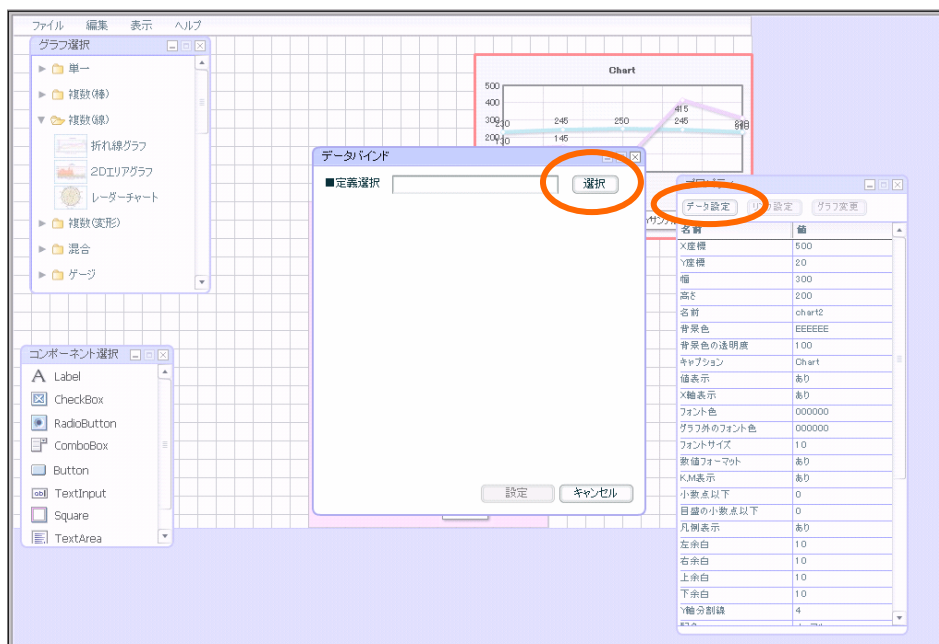 ファイル 編集 表示 ヘルプ
グラフ選択
単一
複数(棒)
複数(線)
折れ線グラフ
2Dエリアグラフ
レーダーチャート
複数(変形)
混合
ゲージ
コンポーネント選択
Label
CheckBox
RadioButton
ComboBox
Button
TextInput
Square
TextArea
Chart
500
400
300
200
230 245 250 245
145
415
データバインド
■定義選択 選択
設定 キャンセル
プロパティ
データ設定 リンク設定 グラフ変更
名前 値
X座標 500
Y座標 20
幅 300
高さ 200
名前 chart2
背景色 EEEEEE
背景色の透明度 100
キャプション Chart
値表示 あり
X軸表示 あり
フォント色 000000
グラフ外のフォント色 000000
フォントサイズ 10
数値フォーマット あり
K,M表示 あり
小数点以下 0
目盛の小数点以下 0
凡例表示 あり
左余白 10
右余白 10
上余白 10
下余白 10
Y軸分割線 4